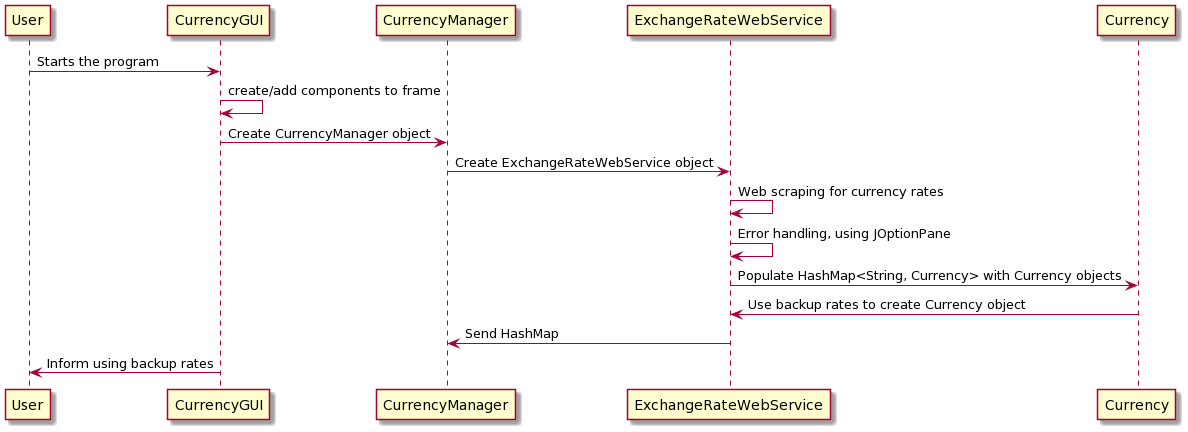 User CurrencyGUI CurrencyManager ExchangeRateWebService Currency
Starts the program
create/add components to frame
Create CurrencyManager object
Create ExchangeRateWebService object
Web scraping for currency rates
Error handling, using JOptionPane
Populate HashMap<String, Currency> with Currency objects
Use backup rates to create Currency object
Send HashMap
Inform using backup rates
User CurrencyGUI CurrencyManager ExchangeRateWebService Currency